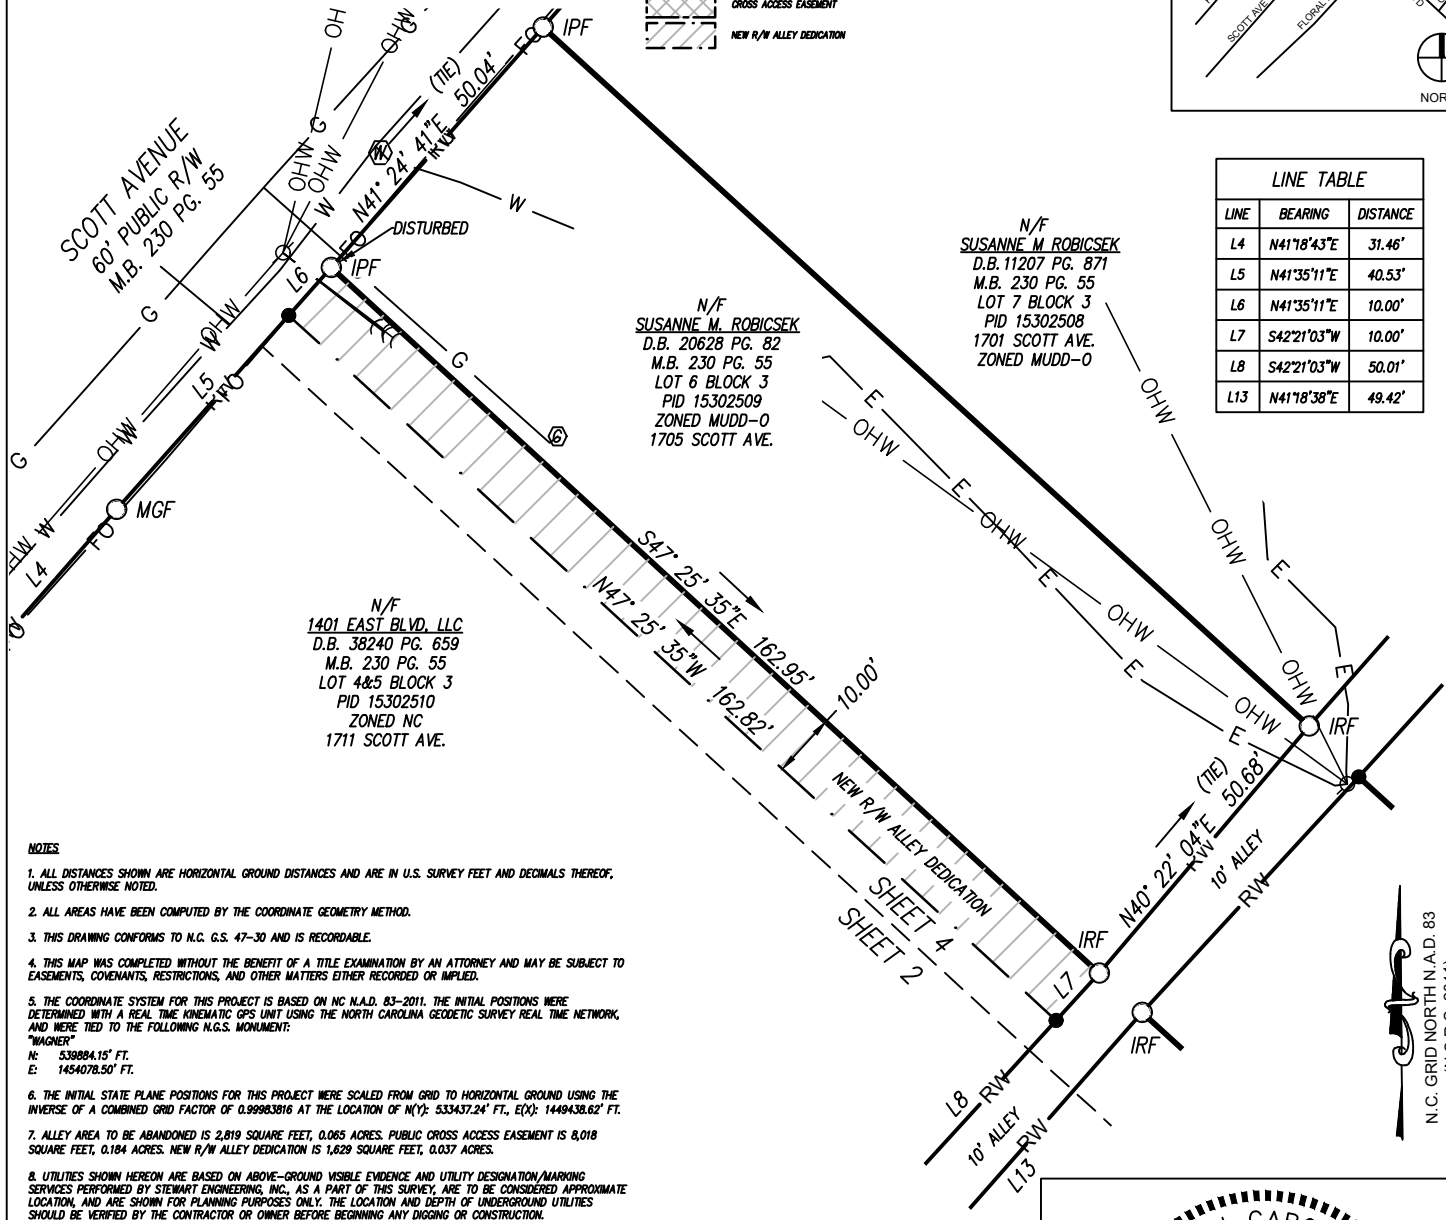 CROSS ACCESS EASEMENT
NEW R/W ALLEY DEDICATION
SCOTT AVE
FLORAL
NOR
LINE TABLE
LINE BEARING DISTANCE
L4 N41°18'43"E 31.46'
L5 N41°35'11"E 40.53'
L6 N41°35'11"E 10.00'
L7 S42°21'03"W 10.00'
L8 S42°21'03"W 50.01'
L13 N41°18'38"E 49.42'
SCOTT AVENUE
60' PUBLIC R/W
M.B. 230 PG. 55
IPF
(TIE)
N41° 24' 41"E 50.04'
DISTURBED
IPF
L6
L5
MGF
L4
G
G
G
G
G
G
W
W
W
W
OHW
OHW
OHW
OHW
OHW
N/F
SUSANNE M. ROBICSEK
D.B. 20628 PG. 82
M.B. 230 PG. 55
LOT 6 BLOCK 3
PID 15302509
ZONED MUDD-O
1705 SCOTT AVE.
N/F
SUSANNE M ROBICSEK
D.B.11207 PG. 871
M.B. 230 PG. 55
LOT 7 BLOCK 3
PID 15302508
1701 SCOTT AVE.
ZONED MUDD-O
N/F
1401 EAST BLVD, LLC
D.B. 38240 PG. 659
M.B. 230 PG. 55
LOT 4&5 BLOCK 3
PID 15302510
ZONED NC
1711 SCOTT AVE.
OHW
OHW
OHW
OHW
OHW
OHW
OHW
E
E
E
E
E
E
E
S47° 25' 35"E 162.95'
N47° 25' 35"W 162.82'
10.00'
NEW R/W ALLEY DEDICATION
SHEET 4
SHEET 2
IRF
(TIE)
N40° 22' 04"E 50.68'
RW
10' ALLEY
RW
IRF
L7
IRF
L8
RW
10' ALLEY
RW
L13
N.C. GRID NORTH N.A.D. 83
NOTES
1. ALL DISTANCES SHOWN ARE HORIZONTAL GROUND DISTANCES AND ARE IN U.S. SURVEY FEET AND DECIMALS THEREOF,
UNLESS OTHERWISE NOTED.
2. ALL AREAS HAVE BEEN COMPUTED BY THE COORDINATE GEOMETRY METHOD.
3. THIS DRAWING CONFORMS TO N.C. G.S. 47-30 AND IS RECORDABLE.
4. THIS MAP WAS COMPLETED WITHOUT THE BENEFIT OF A TITLE EXAMINATION BY AN ATTORNEY AND MAY BE SUBJECT TO
EASEMENTS, COVENANTS, RESTRICTIONS, AND OTHER MATTERS EITHER RECORDED OR IMPLIED.
5. THE COORDINATE SYSTEM FOR THIS PROJECT IS BASED ON NC N.A.D. 83-2011. THE INITIAL POSITIONS WERE
DETERMINED WITH A REAL TIME KINEMATIC GPS UNIT USING THE NORTH CAROLINA GEODETIC SURVEY REAL TIME NETWORK,
AND WERE TIED TO THE FOLLOWING N.G.S. MONUMENT:
"WAGNER"
N: 539884.15' FT.
E: 1454078.50' FT.
6. THE INITIAL STATE PLANE POSITIONS FOR THIS PROJECT WERE SCALED FROM GRID TO HORIZONTAL GROUND USING THE
INVERSE OF A COMBINED GRID FACTOR OF 0.99983816 AT THE LOCATION OF N(Y): 533437.24' FT., E(X): 1449438.62' FT.
7. ALLEY AREA TO BE ABANDONED IS 2,819 SQUARE FEET, 0.065 ACRES. PUBLIC CROSS ACCESS EASEMENT IS 8,018
SQUARE FEET, 0.184 ACRES. NEW R/W ALLEY DEDICATION IS 1,629 SQUARE FEET, 0.037 ACRES.
8. UTILITIES SHOWN HEREON ARE BASED ON ABOVE-GROUND VISIBLE EVIDENCE AND UTILITY DESIGNATION/MARKING
SERVICES PERFORMED BY STEWART ENGINEERING, INC., AS A PART OF THIS SURVEY, ARE TO BE CONSIDERED APPROXIMATE
LOCATION, AND ARE SHOWN FOR PLANNING PURPOSES ONLY. THE LOCATION AND DEPTH OF UNDERGROUND UTILITIES
SHOULD BE VERIFIED BY THE CONTRACTOR OR OWNER BEFORE BEGINNING ANY DIGGING OR CONSTRUCTION.